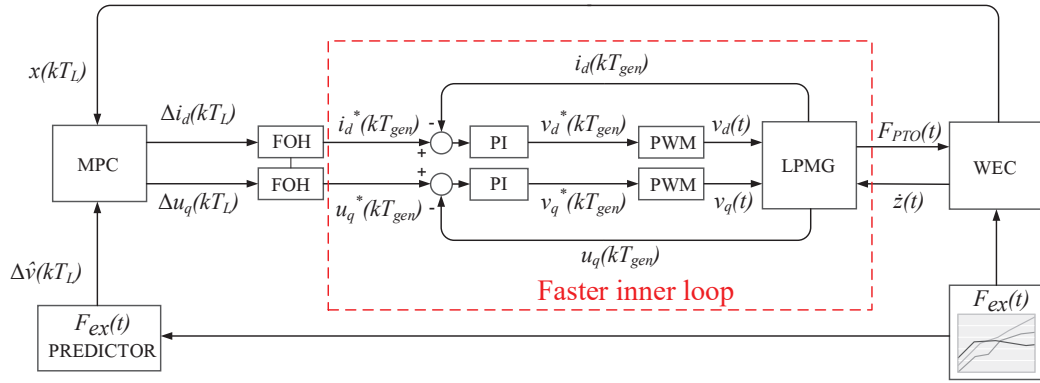 i_d(kT_gen)
x(kT_L)
Δi_d(kT_L)
i_d*(kT_gen)
-
v_d*(kT_gen)
v_d(t)
FOH
PI
PWM
F_PTO(t)
+
MPC
LPMG
WEC
+
FOH
PI
PWM
Δu_q(kT_L)
u_q*(kT_gen)
-
v_q*(kT_gen)
v_q(t)
ż(t)
u_q(kT_gen)
Δv̂(kT_L)
Faster inner loop
F_ex(t)
PREDICTOR
F_ex(t)